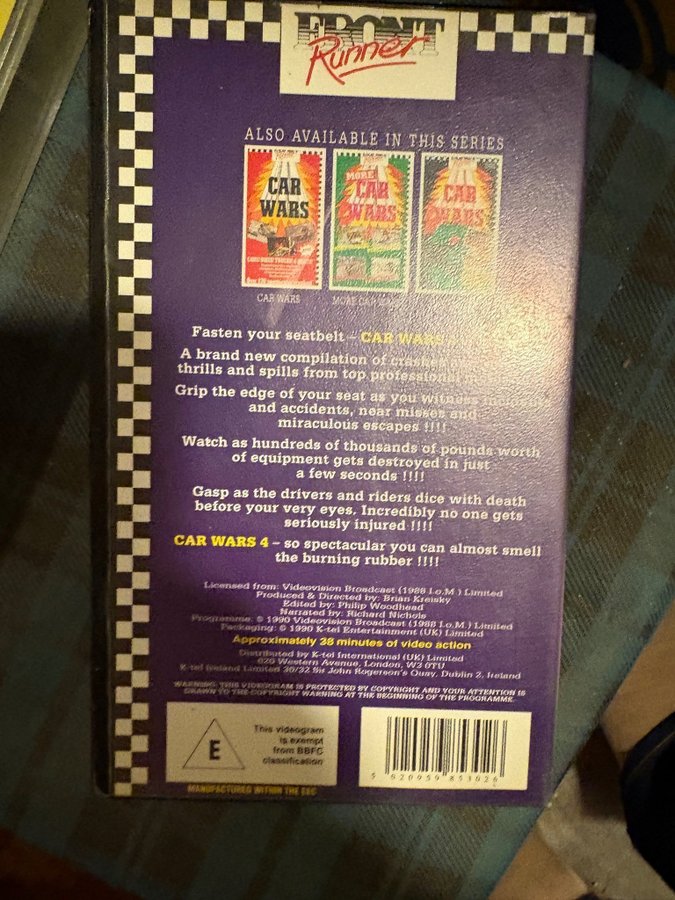 FRONT
Runner
ALSO AVAILABLE IN THIS SERIES
CAR
WARS
MORE
CAR
WARS
CAR
WARS
CAR WARS
MORE CAR WARS
Fasten your seatbelt – CAR WARS
A brand new compilation of crashes
thrills and spills from top professional
Grip the edge of your seat as you witness
and accidents, near misses and
miraculous escapes !!!!
Watch as hundreds of thousands of pounds worth
of equipment gets destroyed in just
a few seconds !!!!
Gasp as the drivers and riders dice with death
before your very eyes. Incredibly no one gets
seriously injured !!!!
CAR WARS 4 – so spectacular you can almost smell
the burning rubber !!!!
Licensed from: Videovision Broadcast (1988 I.o.M ) Limited
Produced & Directed by: Brian Kreisky
Edited by: Philip Woodhead
Narrated by: Richard Nichols
Programme: © 1990 Videovision Broadcast (1988 I.o.M.) Limited
Packaging: © 1990 K-tel Entertainment (UK) Limited
Approximately 38 minutes of video action
Distributed by K-tel International (UK) Limited
620 Western Avenue, London, W3 0TU
K-tel Ireland Limited 30/32 Sir John Rogerson's Quay, Dublin 2, Ireland
WARNING: THIS VIDEOGRAM IS PROTECTED BY COPYRIGHT AND YOUR ATTENTION IS
DRAWN TO THE COPYRIGHT WARNING AT THE BEGINNING OF THE PROGRAMME.
E
This videogram
is exempt
from BBFC
classification
5 020959 851026
MANUFACTURED WITHIN THE EEC